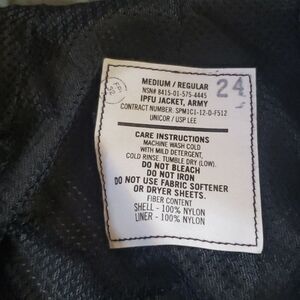 MEDIUM / REGULAR
24
NSN# 8415-01-575-4445
IPFU JACKET, ARMY
CONTRACT NUMBER: SPM1C1-12-D-F512
UNICOR / USP LEE
CARE INSTRUCTIONS
MACHINE WASH COLD
WITH MILD DETERGENT,
COLD RINSE. TUMBLE DRY (LOW).
DO NOT BLEACH
DO NOT IRON
DO NOT USE FABRIC SOFTENER
OR DRYER SHEETS.
FIBER CONTENT
SHELL - 100% NYLON
LINER - 100% NYLON